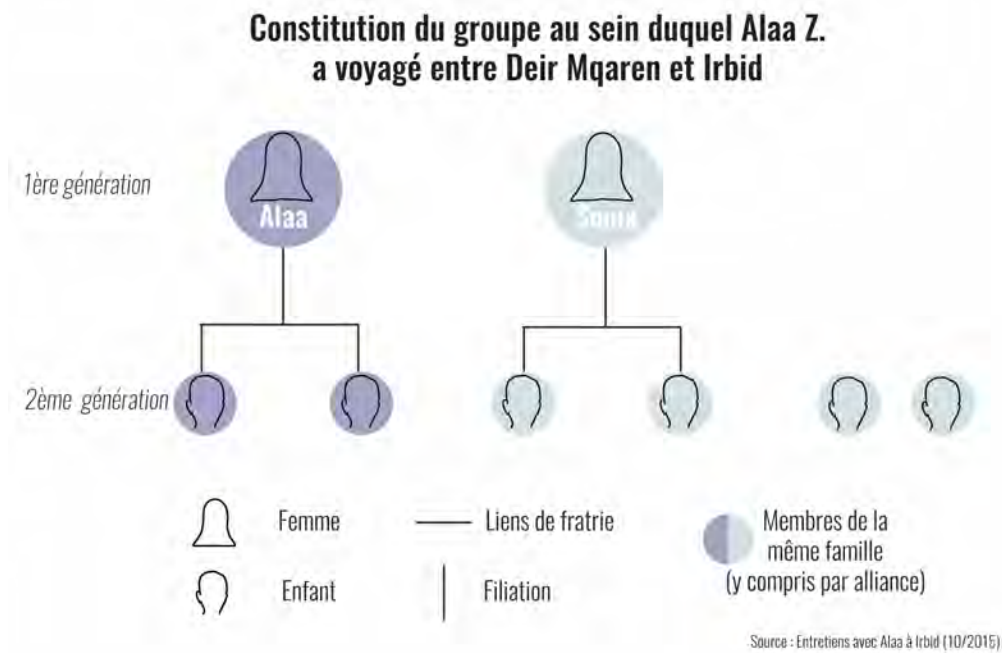 Constitution du groupe au sein duquel Alaa Z.
a voyagé entre Deir Mqaren et Irbid
1ère génération
Alaa
2ème génération
Femme
Liens de fratrie
Membres de la
même famille
(y compris par alliance)
Enfant
Filiation
Source : Entretiens avec Alaa à Irbid (10/2015)